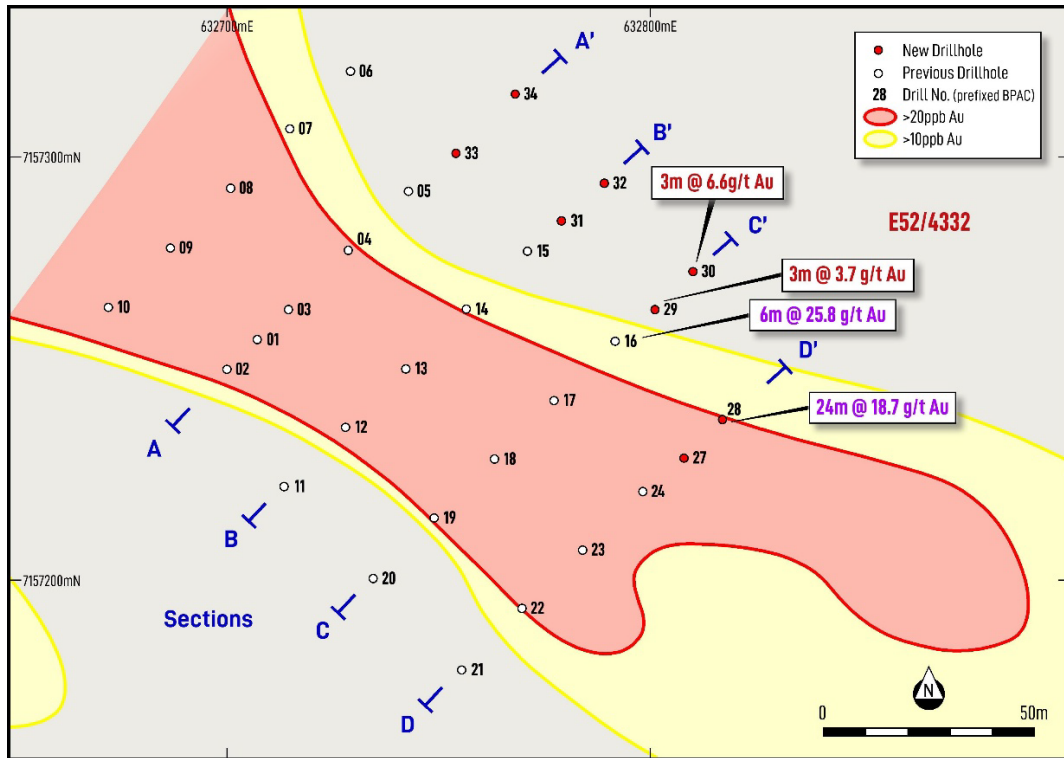 632700mE
632800mE
A'
06
34
New Drillhole
Previous Drillhole
28 Drill No. (prefixed BPAC)
>20ppb Au
>10ppb Au
07
33
B'
7157300mN
08
05
32
3m @ 6.6g/t Au
E52/4332
31
C'
09
04
15
30
3m @ 3.7 g/t Au
10
03
14
29
6m @ 25.8 g/t Au
01
16
D'
02
13
17
28
24m @ 18.7 g/t Au
A
12
18
27
11
24
B
19
23
7157200mN
20
Sections
C
22
21
D
N
0
50m